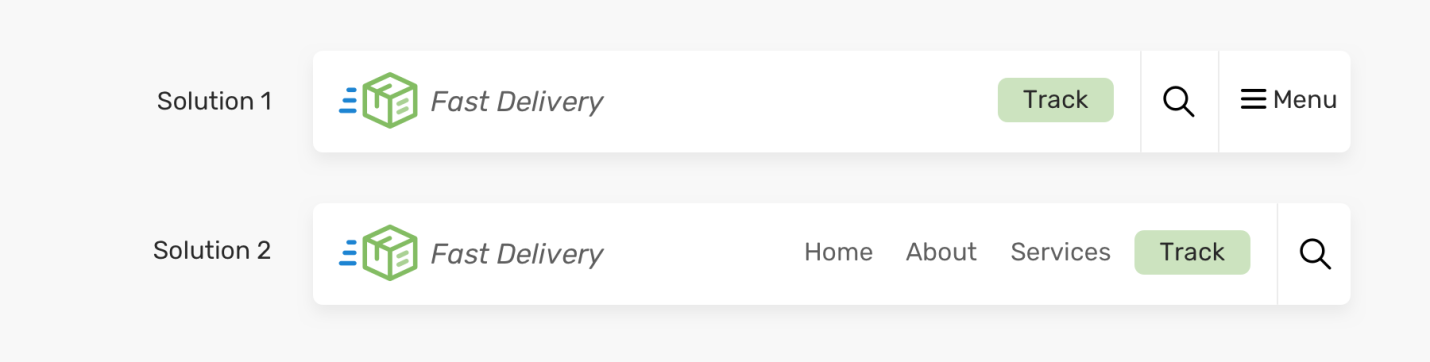 Solution 1
Fast Delivery
Track
Menu
Solution 2
Fast Delivery
Home
About
Services
Track